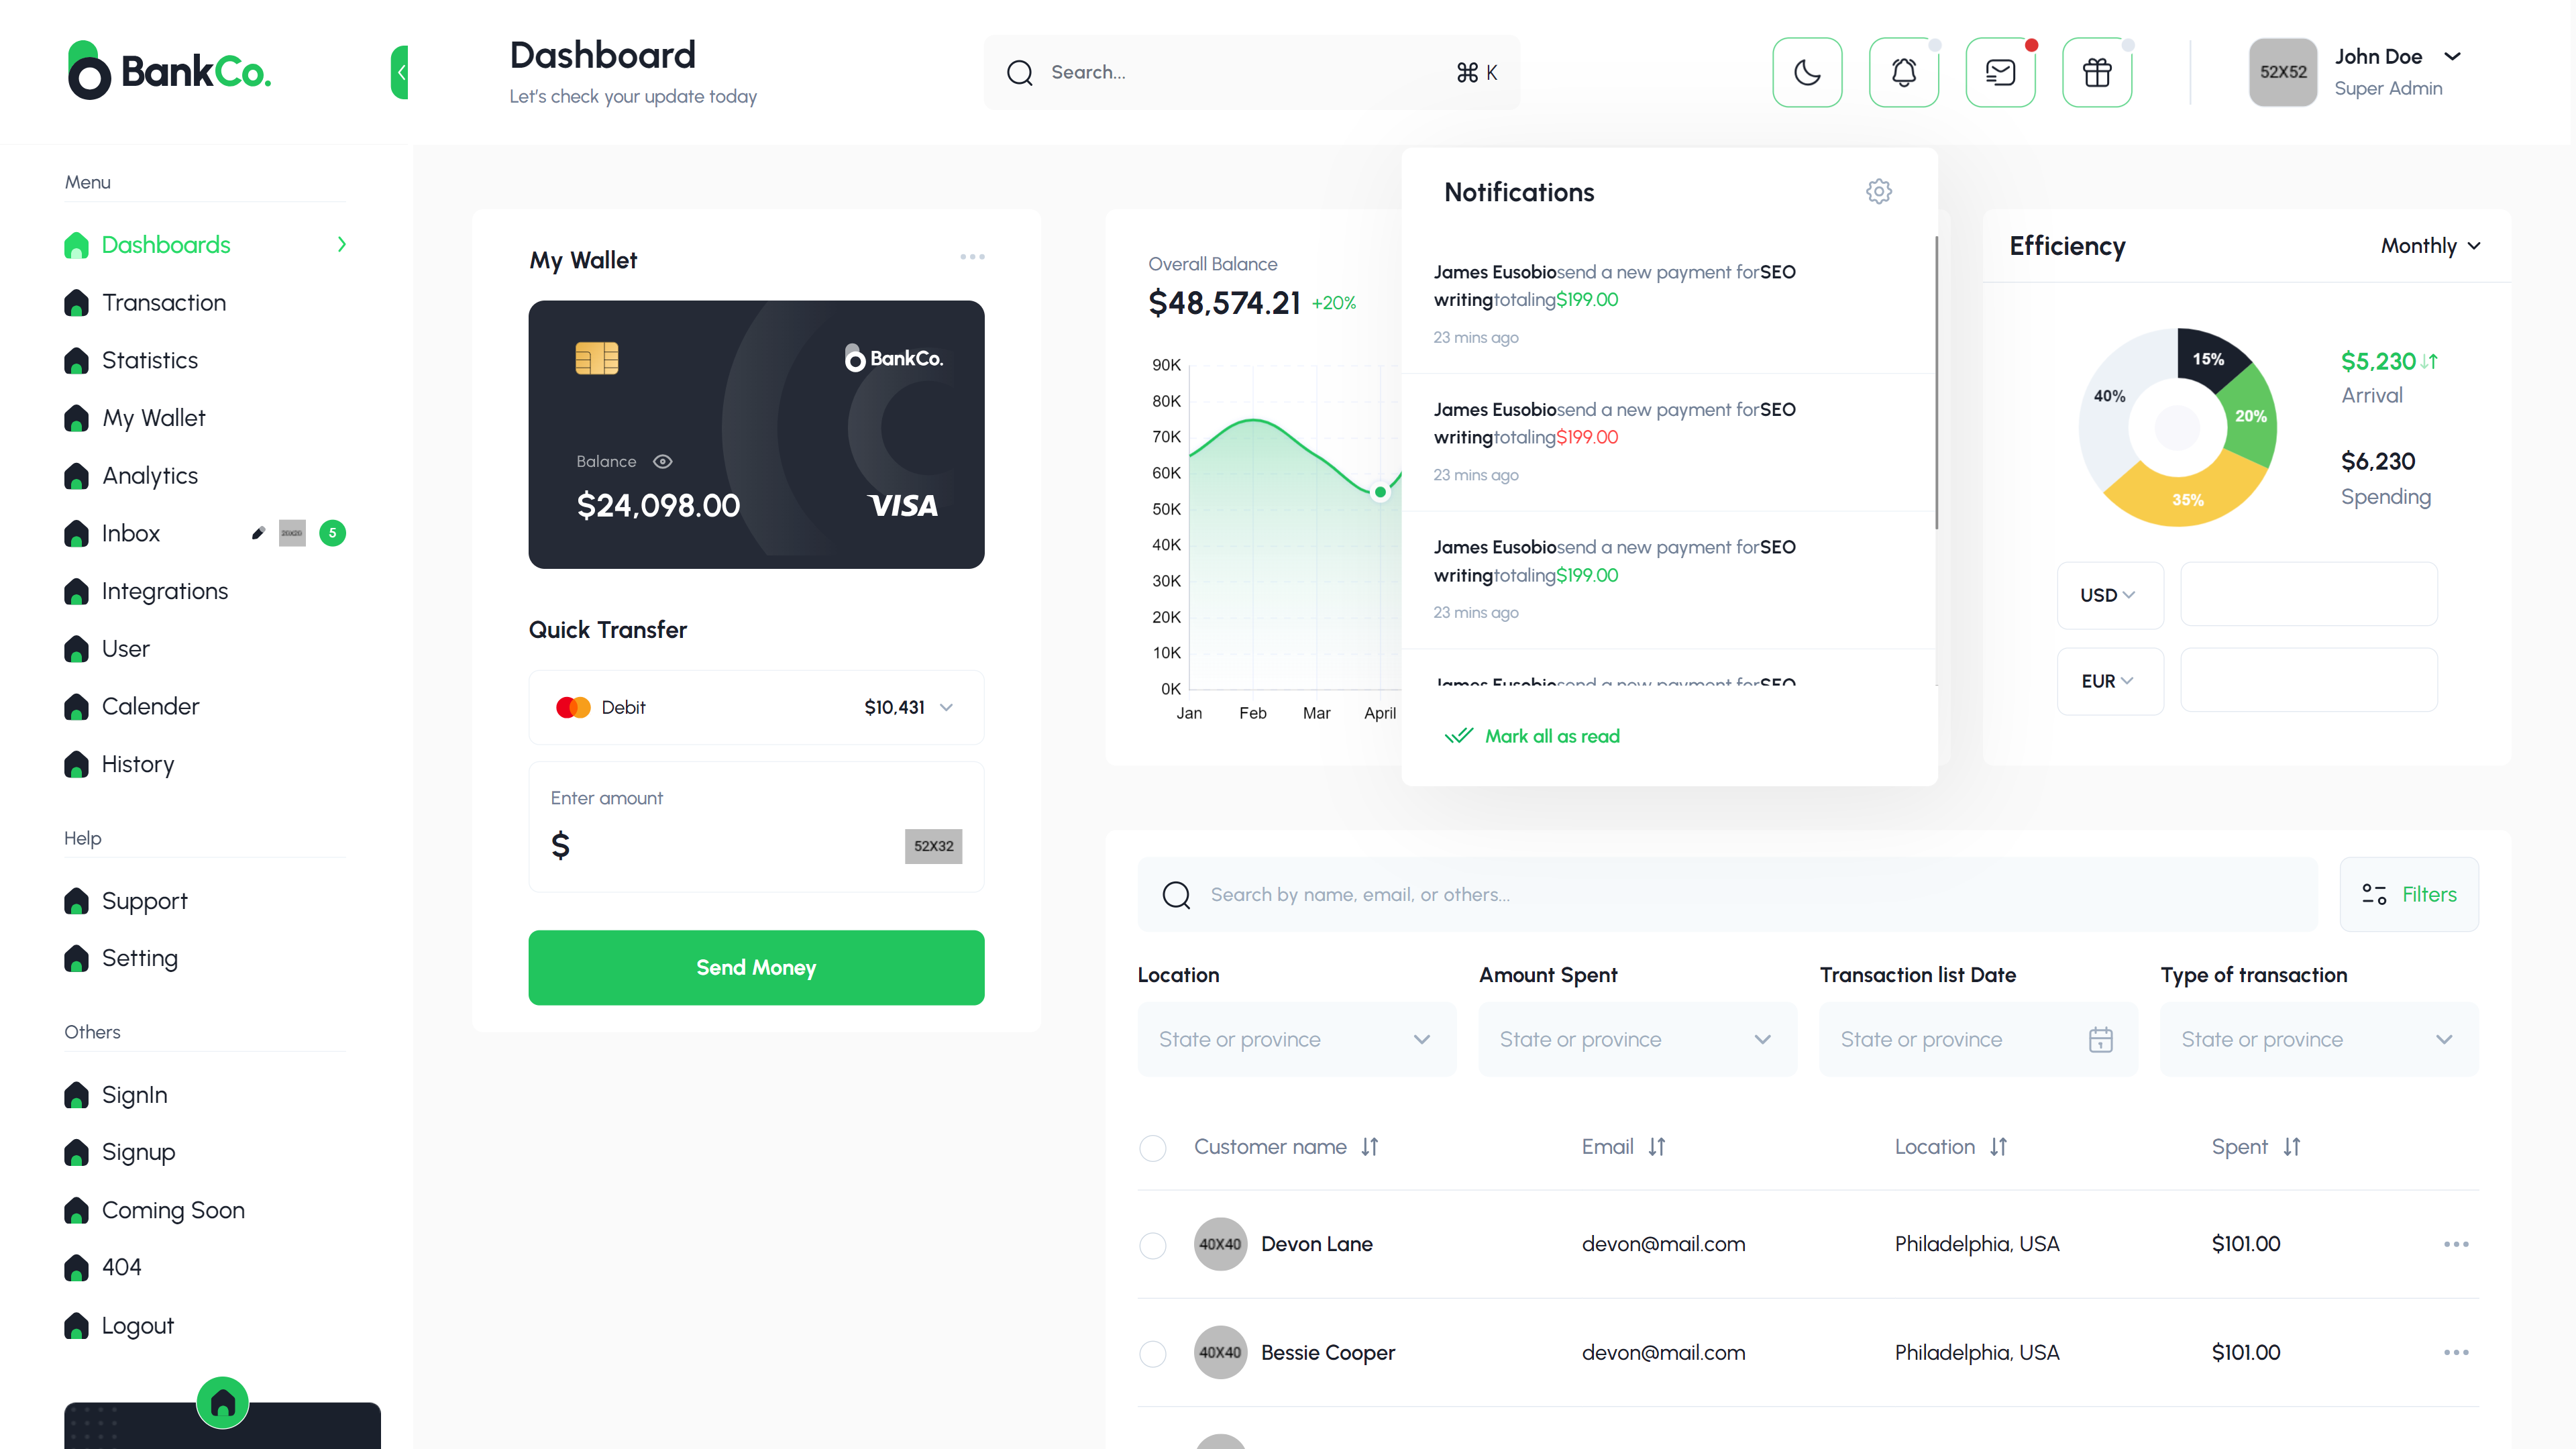 BankCo.
Dashboard
Let's check your update today
Search...
⌘ K
52X52
John Doe
Super Admin
Menu
Dashboards
Transaction
Statistics
My Wallet
Analytics
Inbox
5
Integrations
User
Calender
History
Help
Support
Setting
Others
SignIn
Signup
Coming Soon
404
Logout
My Wallet
BankCo.
Balance
$24,098.00
VISA
Quick Transfer
Debit
$10,431
Enter amount
$
52X32
Send Money
Overall Balance
$48,574.21 +20%
90K
80K
70K
60K
50K
40K
30K
20K
10K
0K
Jan Feb Mar April
Notifications
James Eusobiosend a new payment forSEO
writingtotaling$199.00
23 mins ago
James Eusobiosend a new payment forSEO
writingtotaling$199.00
23 mins ago
James Eusobiosend a new payment forSEO
writingtotaling$199.00
23 mins ago
James Eusobiosend a new payment forSEO
Mark all as read
Efficiency
Monthly
15%
20%
35%
40%
$5,230
Arrival
$6,230
Spending
USD
EUR
Search by name, email, or others...
Filters
Location
Amount Spent
Transaction list Date
Type of transaction
State or province
State or province
State or province
State or province
Customer name Email Location Spent
40X40 Devon Lane devon@mail.com Philadelphia, USA $101.00
40X40 Bessie Cooper devon@mail.com Philadelphia, USA $101.00